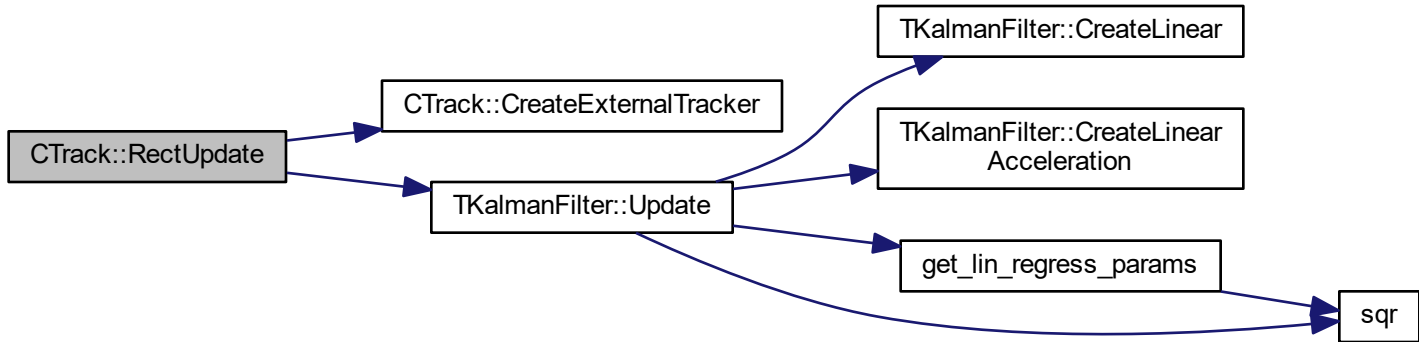 TKalmanFilter::CreateLinear
CTrack::CreateExternalTracker
CTrack::RectUpdate
TKalmanFilter::CreateLinear
Acceleration
TKalmanFilter::Update
get_lin_regress_params
sqr